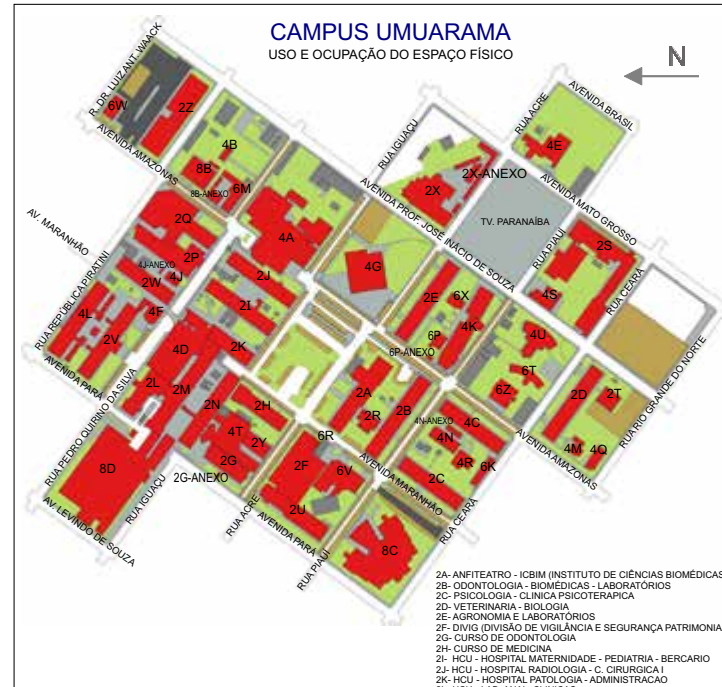 CAMPUS UMUARAMA
USO E OCUPAÇÃO DO ESPAÇO FÍSICO
N
R. DR. LUIZANT. WAACK
AVENIDA AMAZONAS
6W
2Z
4B
8B
8B-ANEXO
6M
RUA IGUAÇU
2X
2X-ANEXO
RUA ACRE
AVENIDA BRASIL
4E
AVENIDA MATO GROSSO
AVENIDA PROF. JOSÉ INÁCIO DE SOUZA
TV. PARANAÍBA
RUA PIAUÍ
2S
4S
RUA CEARÁ
RUA RIO GRANDE DO NORTE
AV. MARANHÃO
RUA REPÚBLICA PIRATINI
2Q
2P
4J-ANEXO
4J
2W
4F
4L
2V
AVENIDA PARÁ
4A
2J
2I
2K
4G
2E
6X
4K
6P
6P-ANEXO
4U
6T
6Z
2D
2T
4M
4Q
AVENIDA AMAZONAS
4D
2L
2M
2N
2H
4T
2Y
2G
2G-ANEXO
RUA PEDRO QUIRINO DA SILVA
8D
AV. LEVINDO DE SOUZA
RUA IGUAÇU
RUA ACRE
2A
2R
2B
6R
2F
6V
2U
AVENIDA PARÁ
RUA PIAUÍ
AVENIDA MARANHÃO
4N-ANEXO
4C
4N
4R
6K
2C
RUA CEARÁ
8C
2A- ANFITEATRO - ICBIM (INSTITUTO DE CIÊNCIAS BIOMÉDICAS
2B- ODONTOLOGIA - BIOMÉDICAS - LABORATÓRIOS
2C- PSICOLOGIA - CLINICA PSICOTERAPICA
2D- VETERINARIA - BIOLOGIA
2E- AGRONOMIA E LABORATÓRIOS
2F- DIVIG (DIVISÃO DE VIGILÂNCIA E SEGURANÇA PATRIMONIA
2G- CURSO DE ODONTOLOGIA
2H- CURSO DE MEDICINA
2I- HCU - HOSPITAL MATERNIDADE - PEDIATRIA - BERCARIO
2J- HCU - HOSPITAL RADIOLOGIA - C. CIRURGICA I
2K- HCU - HOSPITAL PATOLOGIA - ADMINISTRACAO